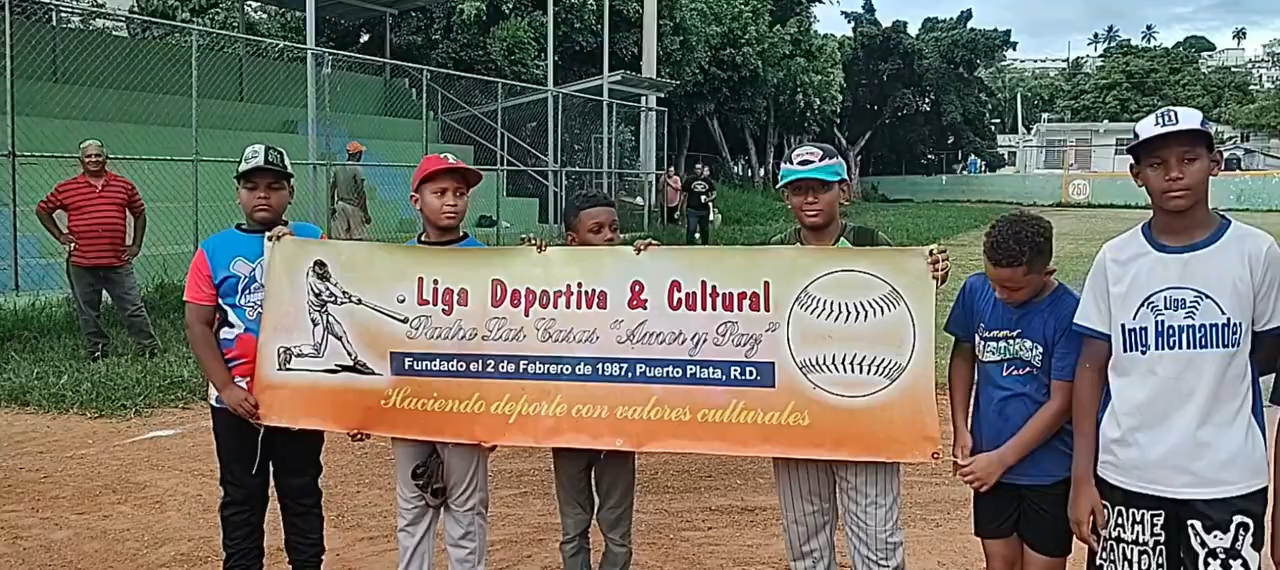 Liga Deportiva & Cultural
Padre Las Casas "Amor y Paz"
Fundado el 2 de Febrero de 1987, Puerto Plata, R.D.
Haciendo deporte con valores culturales
250
Liga
Ing. Hernandez
Summer